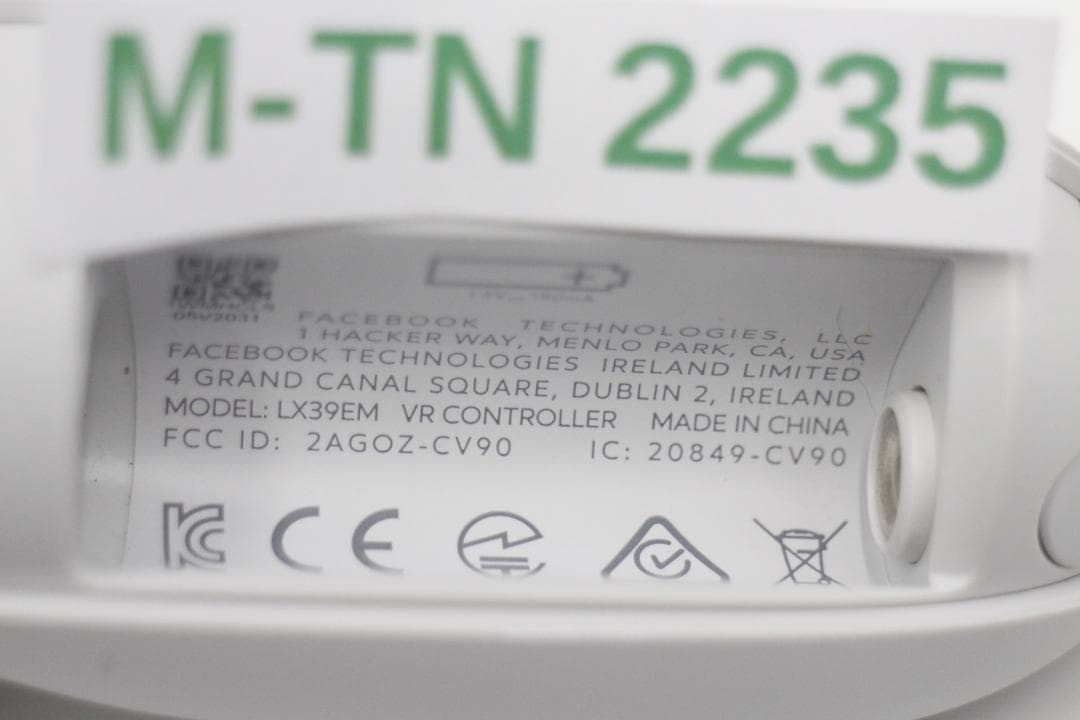 M-TN 2235
FACEBOOK TECHNOLOGIES, LLC
1 HACKER WAY, MENLO PARK, CA, USA
FACEBOOK TECHNOLOGIES IRELAND LIMITED
4 GRAND CANAL SQUARE, DUBLIN 2, IRELAND
MODEL: LX39EM VR CONTROLLER MADE IN CHINA
FCC ID: 2AGOZ-CV90 IC: 20849-CV90
CE